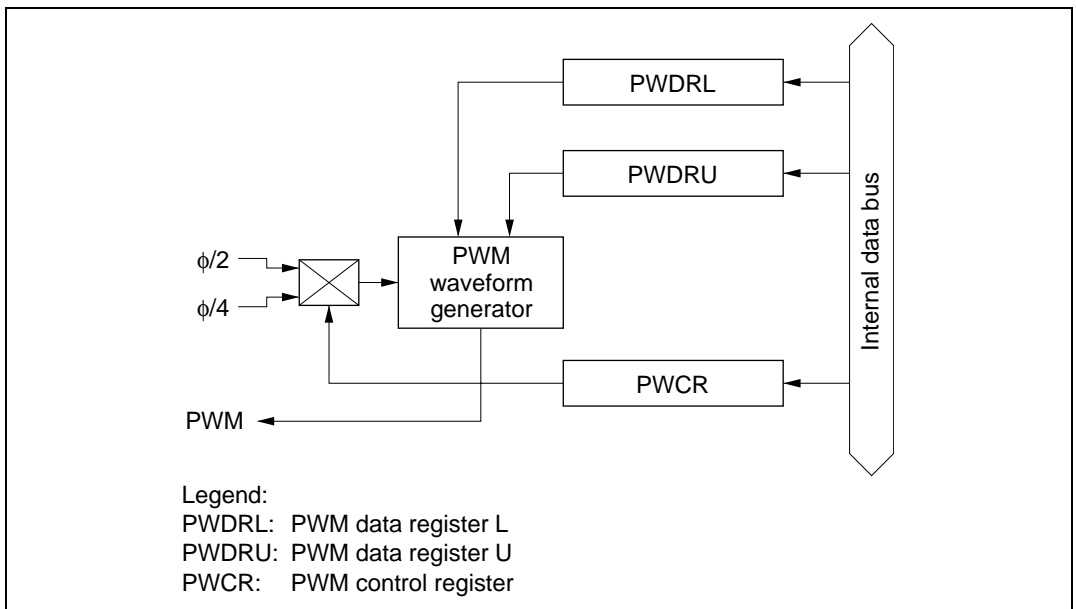 PWDRL
PWDRU
Internal data bus
ϕ/2
ϕ/4
PWM
waveform
generator
PWCR
PWM
Legend:
PWDRL: PWM data register L
PWDRU: PWM data register U
PWCR: PWM control register